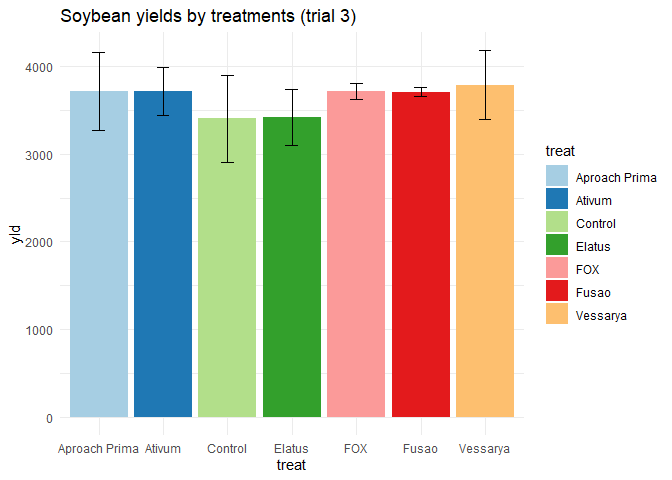 Soybean yields by treatments (trial 3)
yld
4000
3000
2000
1000
0
Aproach Prima Ativum Control Elatus FOX Fusao Vessarya
treat
treat
Aproach Prima
Ativum
Control
Elatus
FOX
Fusao
Vessarya